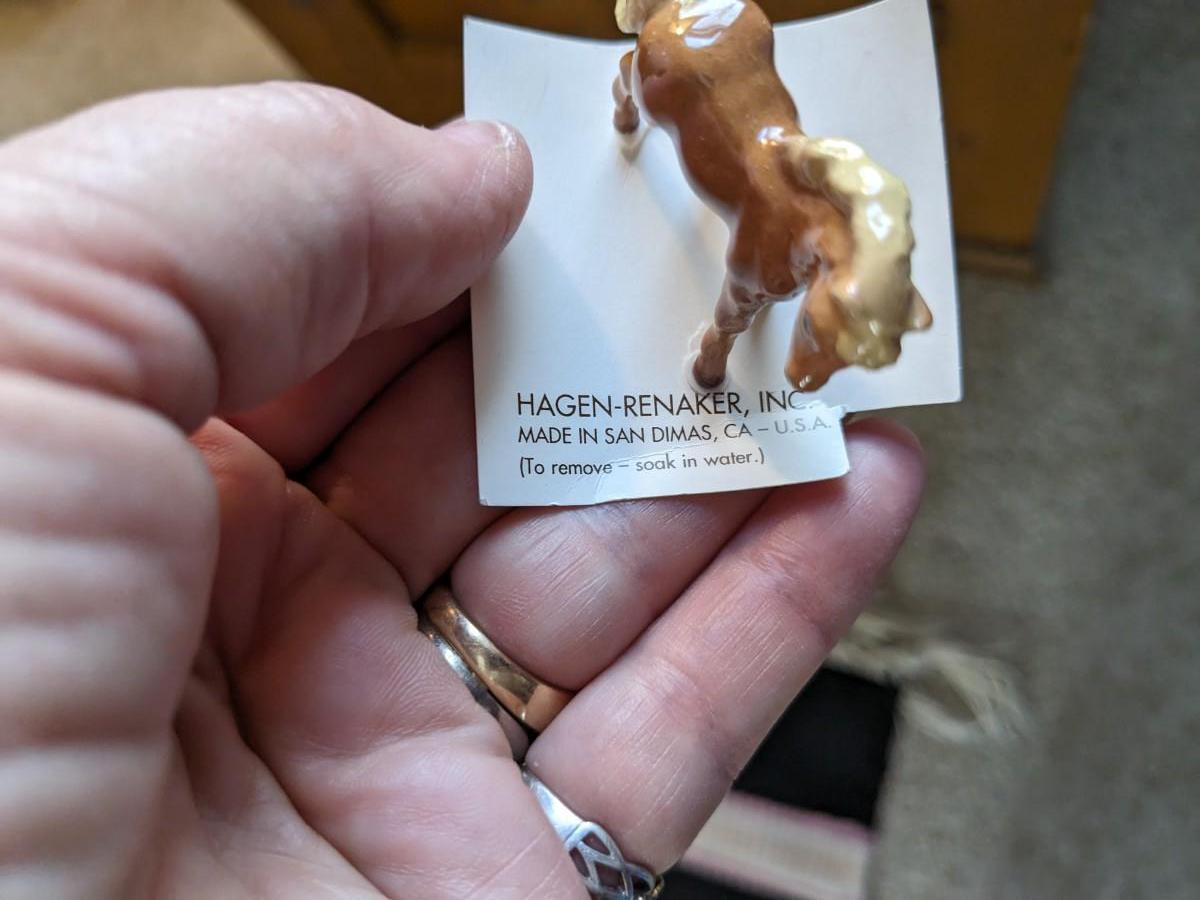 HAGEN-RENAKER, INC.
MADE IN SAN DIMAS, CA – U.S.A.
(To remove – soak in water.)